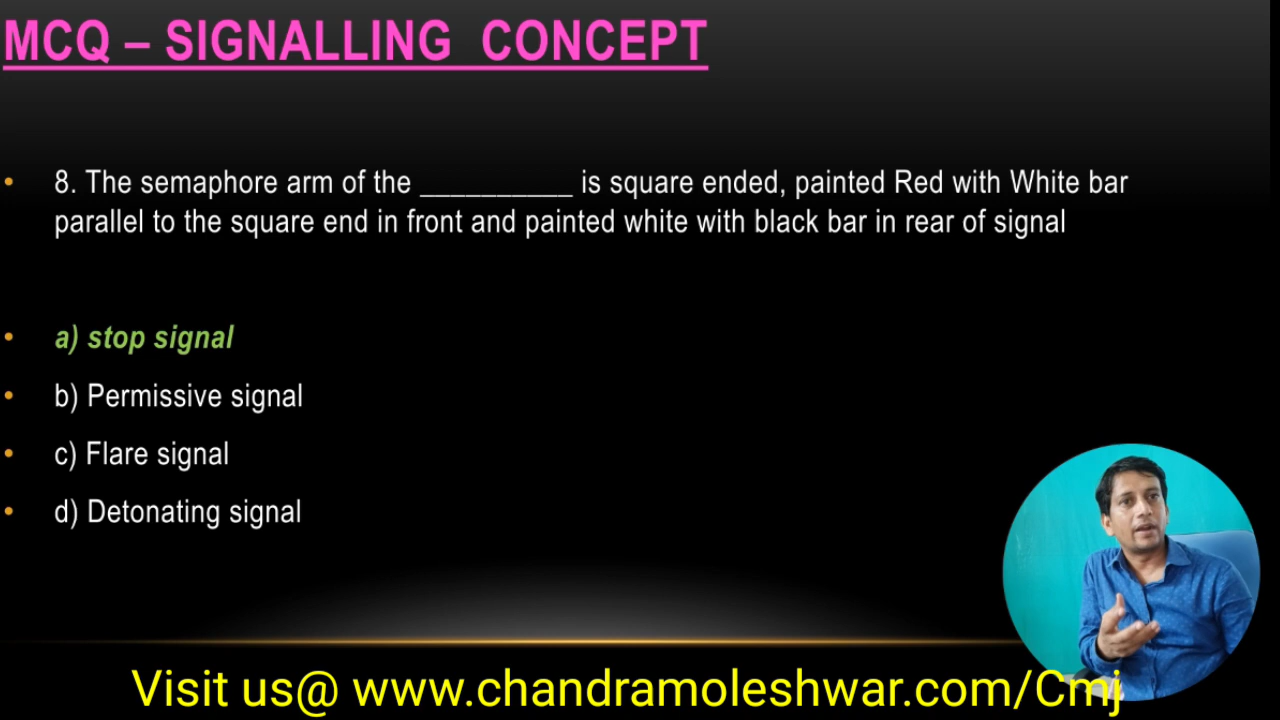 MCQ – SIGNALLING CONCEPT
• 8. The semaphore arm of the __________ is square ended, painted Red with White bar
parallel to the square end in front and painted white with black bar in rear of signal
• a) stop signal
• b) Permissive signal
• c) Flare signal
• d) Detonating signal
Visit us@ www.chandramoleshwar.com/Cmj